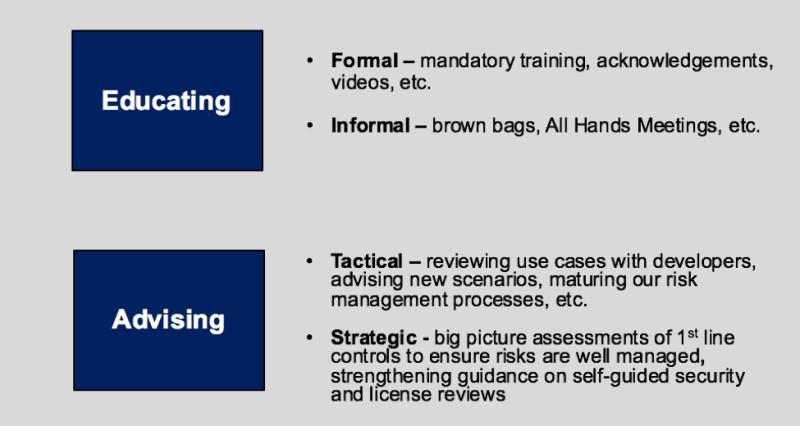 Educating
• Formal – mandatory training, acknowledgements,
videos, etc.
• Informal – brown bags, All Hands Meetings, etc.
Advising
• Tactical – reviewing use cases with developers,
advising new scenarios, maturing our risk
management processes, etc.
• Strategic - big picture assessments of 1st line
controls to ensure risks are well managed,
strengthening guidance on self-guided security
and license reviews